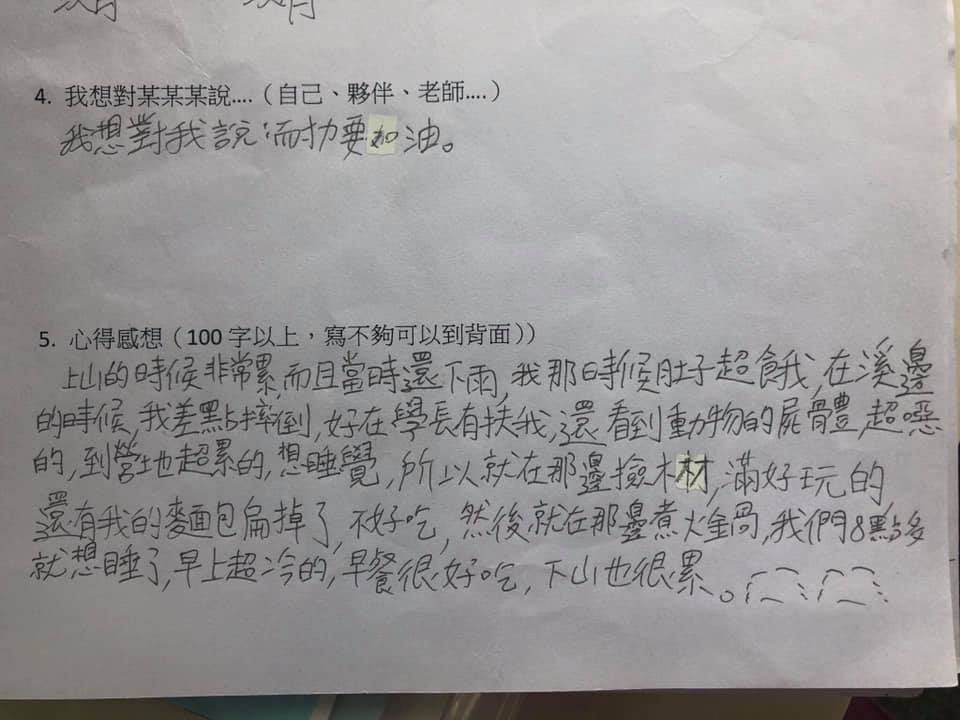 4. 我想對某某某說....（自己、夥伴、老師....）
我想對我說：耐力要加油。
5. 心得感想（100 字以上，寫不夠可以到背面））
上山的時候非常累,而且當時還下雨,我那時候肚子超餓我,在溪邊
的時候,我差點摔倒,好在學長有扶我,還看到動物的屍體,超噁
的,到營地超累的,想睡覺,所以就在那邊撿木材,滿好玩的
還有我的麵包扁掉了,不好吃,然後就在那邊煮火鍋,我們8點多
就想睡了,早上超冷的,早餐很好吃,下山也很累。